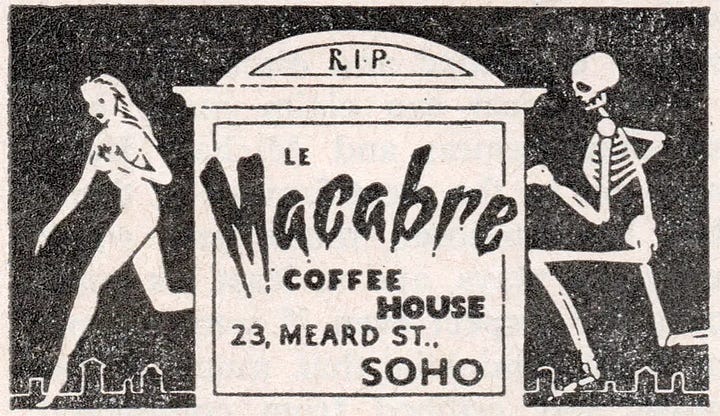 R.I.P.
LE
Macabre
COFFEE
HOUSE
23, MEARD ST.,
SOHO